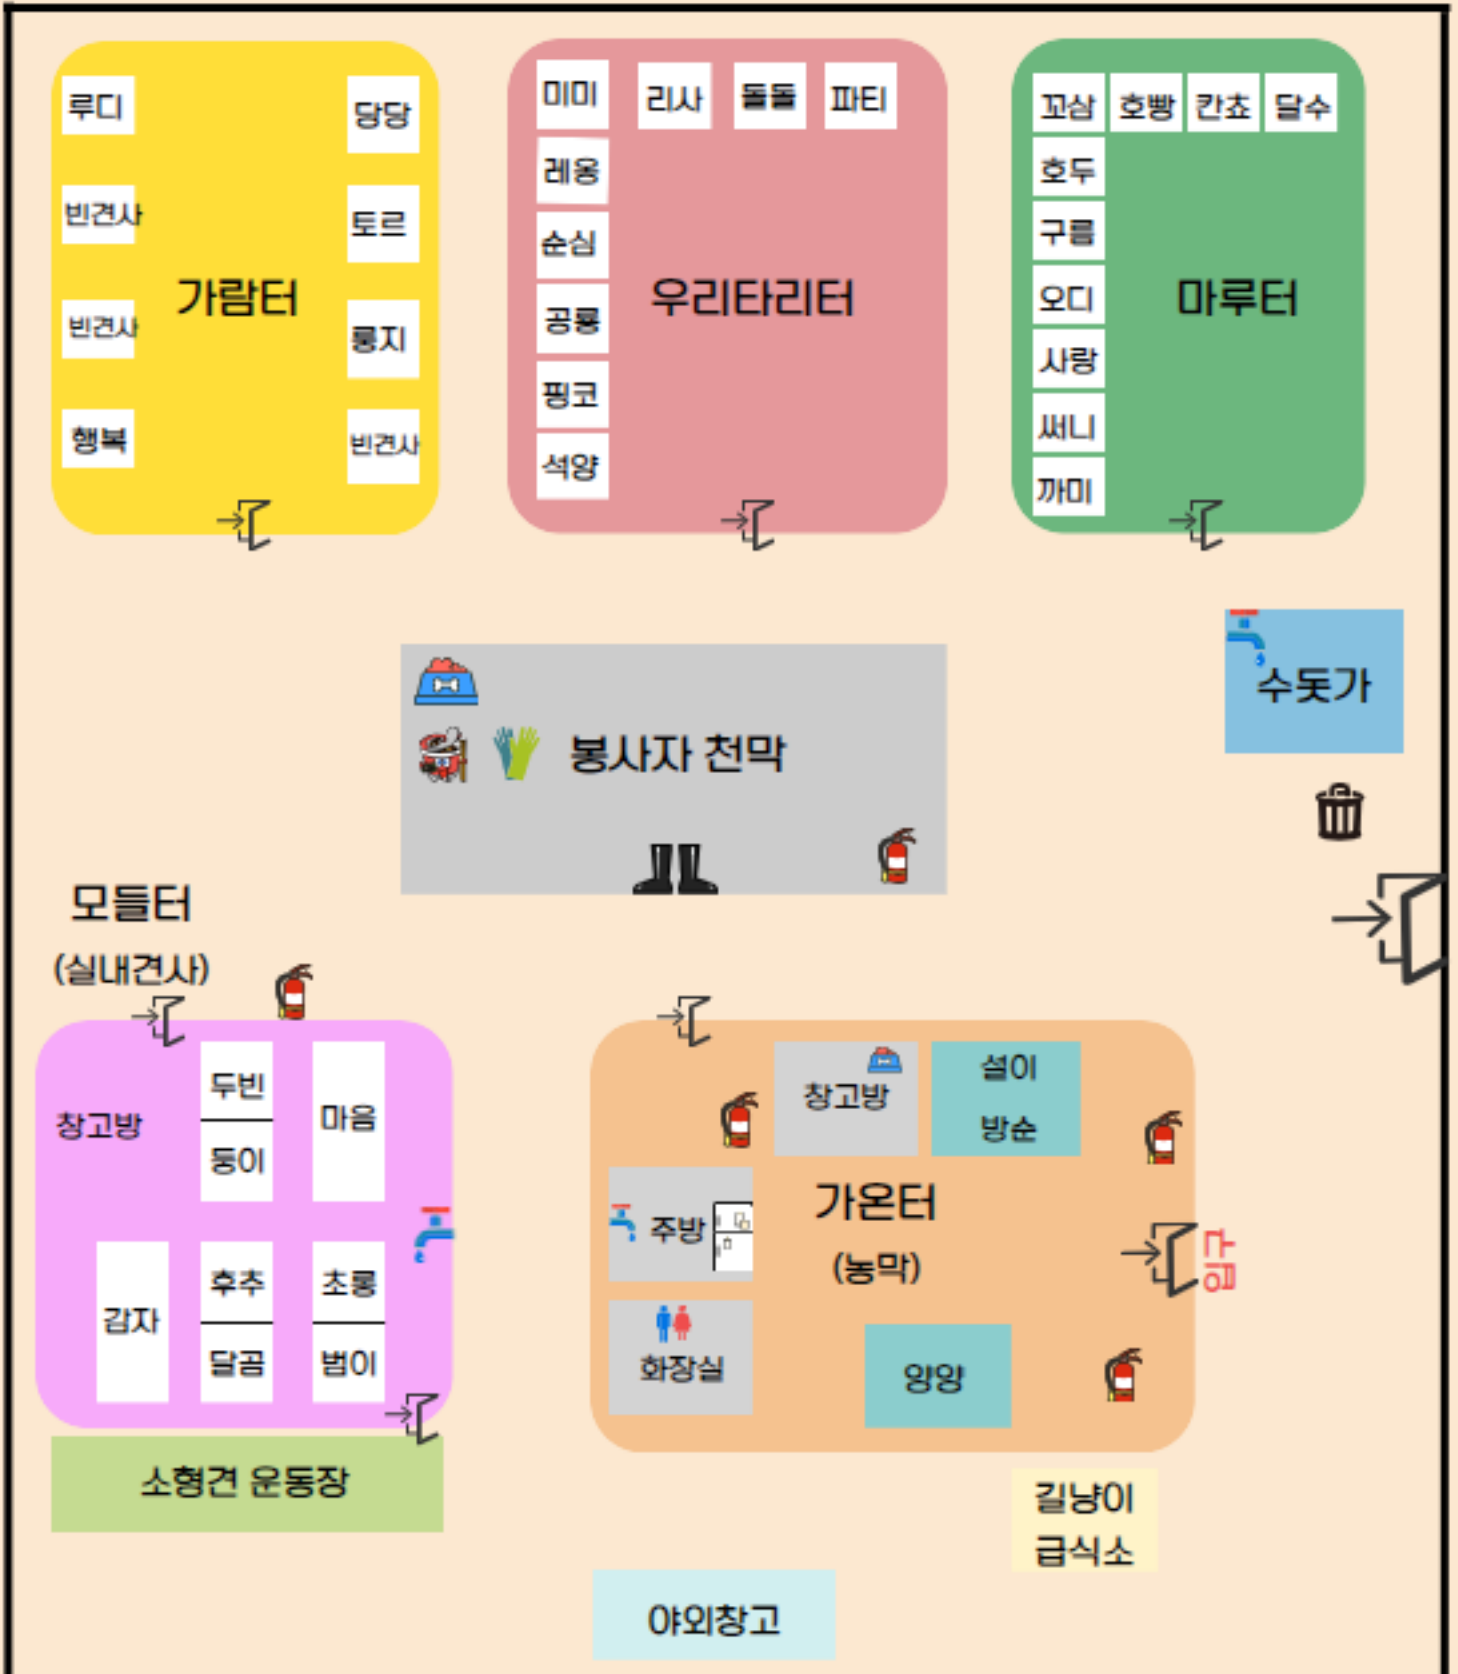 루디
당당
빈견사
토르
가람터
빈견사
룽지
행복
빈견사
미미
리사
돌돌
파티
레옹
순심
우리타리터
공룡
핑코
석양
꼬삼
호빵
칸쵸
달수
호두
구름
오디
마루터
사랑
써니
까미
수돗가
봉사자 천막
모들터
(실내견사)
창고방
두빈
둥이
마음
감자
후추
달곰
초롱
범이
소형견 운동장
창고방
설이
방순
주방
가온터
(농막)
입구
화장실
양양
길냥이
급식소
야외창고